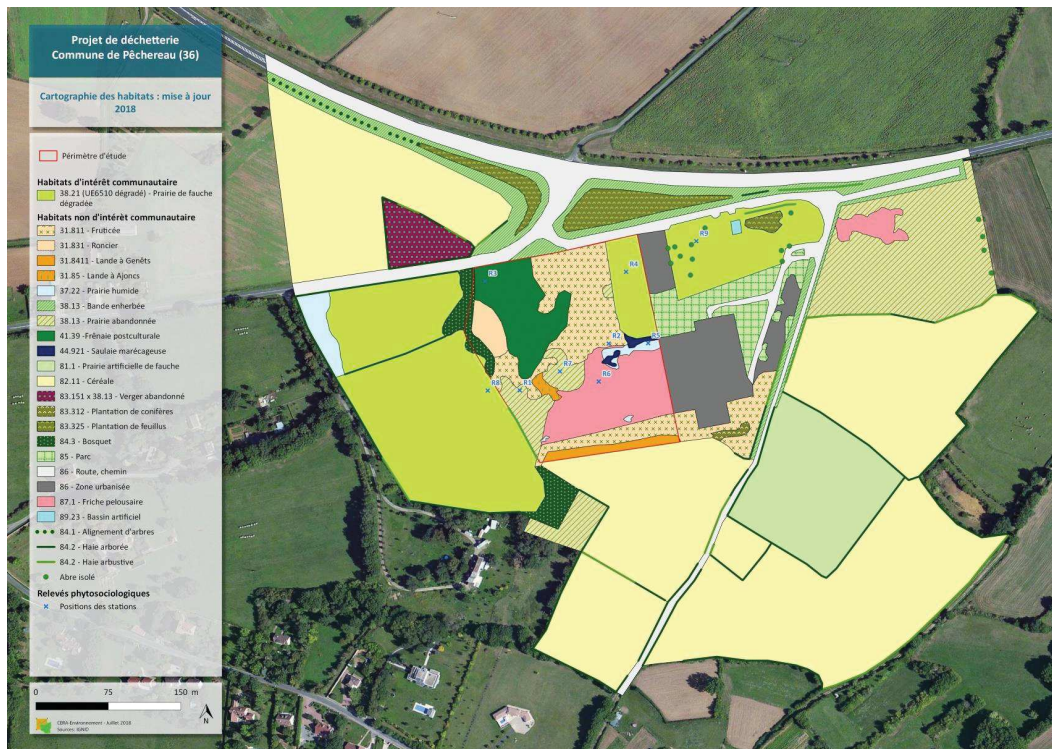 Projet de déchetterie
Commune de Pêchereau (36)
Cartographie des habitats : mise à jour
2018
Périmètre d'étude
Habitats d'intérêt communautaire
38.21 (UE6510 dégradé) - Prairie de fauche
dégradée
Habitats non d'intérêt communautaire
31.811 - Fruticée
31.831 - Roncier
31.8411 - Lande à Genêts
31.85 - Lande à Ajoncs
37.22 - Prairie humide
38.13 - Bande enherbée
38.13 - Prairie abandonnée
41.39 -Frênaie postculturale
44.921 - Saulaie marécageuse
81.1 - Prairie artificielle de fauche
82.11 - Céréale
83.151 x 38.13 - Verger abandonné
83.312 - Plantation de conifères
83.325 - Plantation de feuillus
84.3 - Bosquet
85 - Parc
86 - Route, chemin
86 - Zone urbanisée
87.1 - Friche pelousaire
89.23 - Bassin artificiel
84.1 - Alignement d'arbres
84.2 - Haie arborée
84.2 - Haie arbustive
Abre isolé
Relevés phytosociologiques
Positions des stations
0 75 150 m
N
CERA-Environnement - Juillet 2018
Sources: IGN©
R9
R4
R3
R2
R5
R7
R6
R8
R1